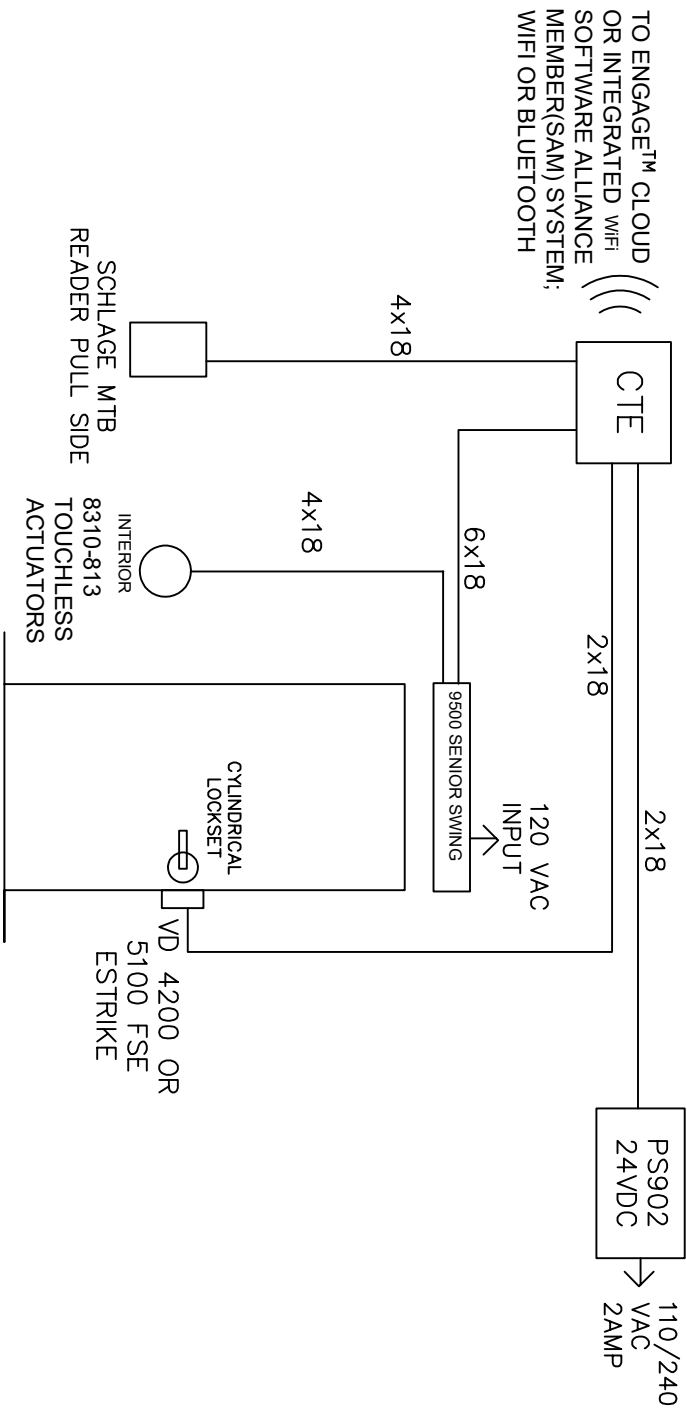 TO ENGAGE™ CLOUD
OR INTEGRATED WiFi
SOFTWARE ALLIANCE
MEMBER(SAM) SYSTEM;
WIFI OR BLUETOOTH
CTE
2x18
PS902
24VDC
110/240
VAC
2AMP
2x18
4x18
6x18
120 VAC
INPUT
9500 SENIOR SWING
4x18
SCHLAGE MTB
READER PULL SIDE
INTERIOR
8310-813
TOUCHLESS
ACTUATORS
CYLINDRICAL
LOCKSET
VD 4200 OR
5100 FSE
ESTRIKE